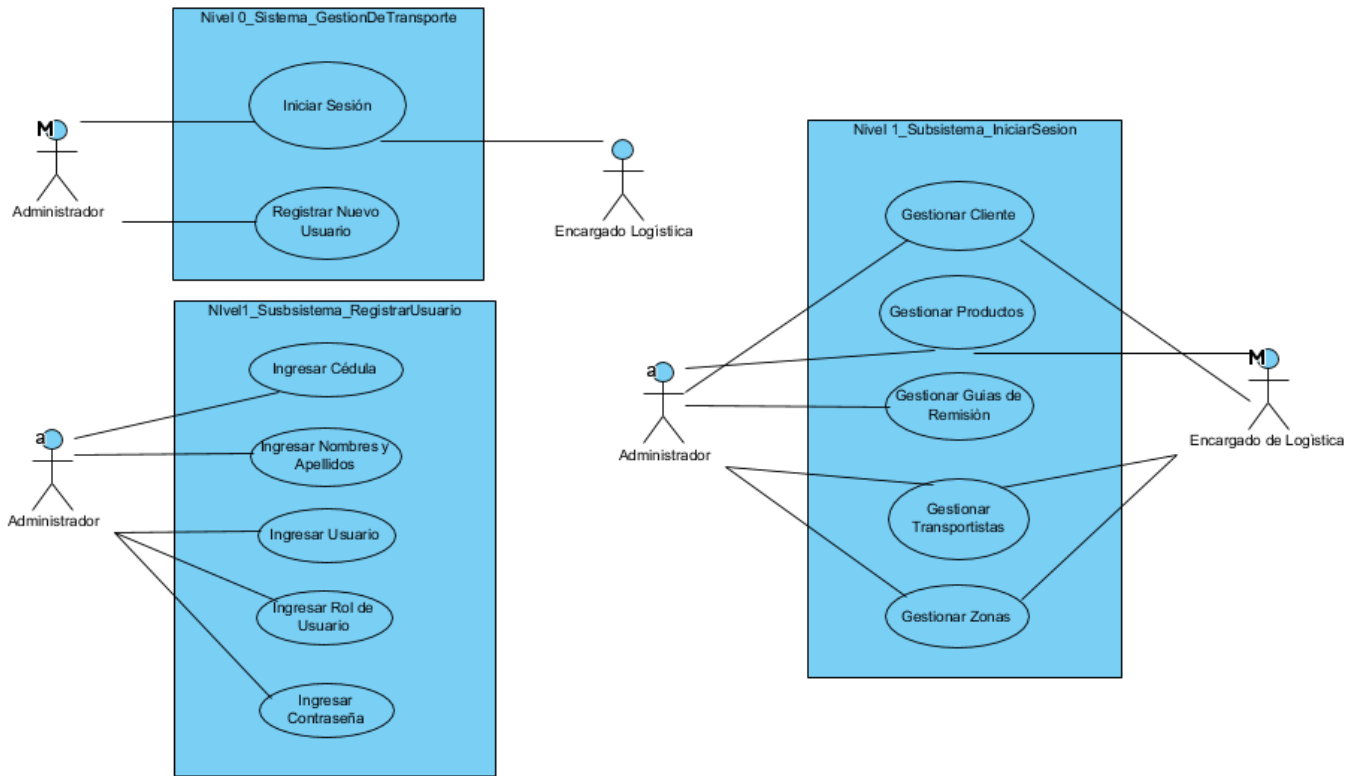 Nivel 0_Sistema_GestionDeTransporte
Iniciar Sesión
M
Administrador
Registrar Nuevo
Usuario
Encargado Logístiica
NIvel1_Susbsistema_RegistrarUsuario
Ingresar Cédula
a
Ingresar Nombres y
Apellidos
Administrador
Ingresar Usuario
Ingresar Rol de
Usuario
Ingresar
Contraseña
Nivel 1_Subsistema_IniciarSesion
Gestionar Cliente
Gestionar Productos
a
M
Gestionar Guias de
Remisiòn
Administrador
Encargado de Logìstica
Gestionar
Transportistas
Gestionar Zonas